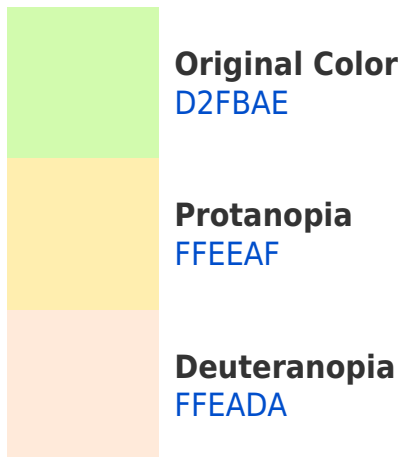 Original Color
D2FBAE
Protanopia
FFEEAF
Deuteranopia
FFEADA